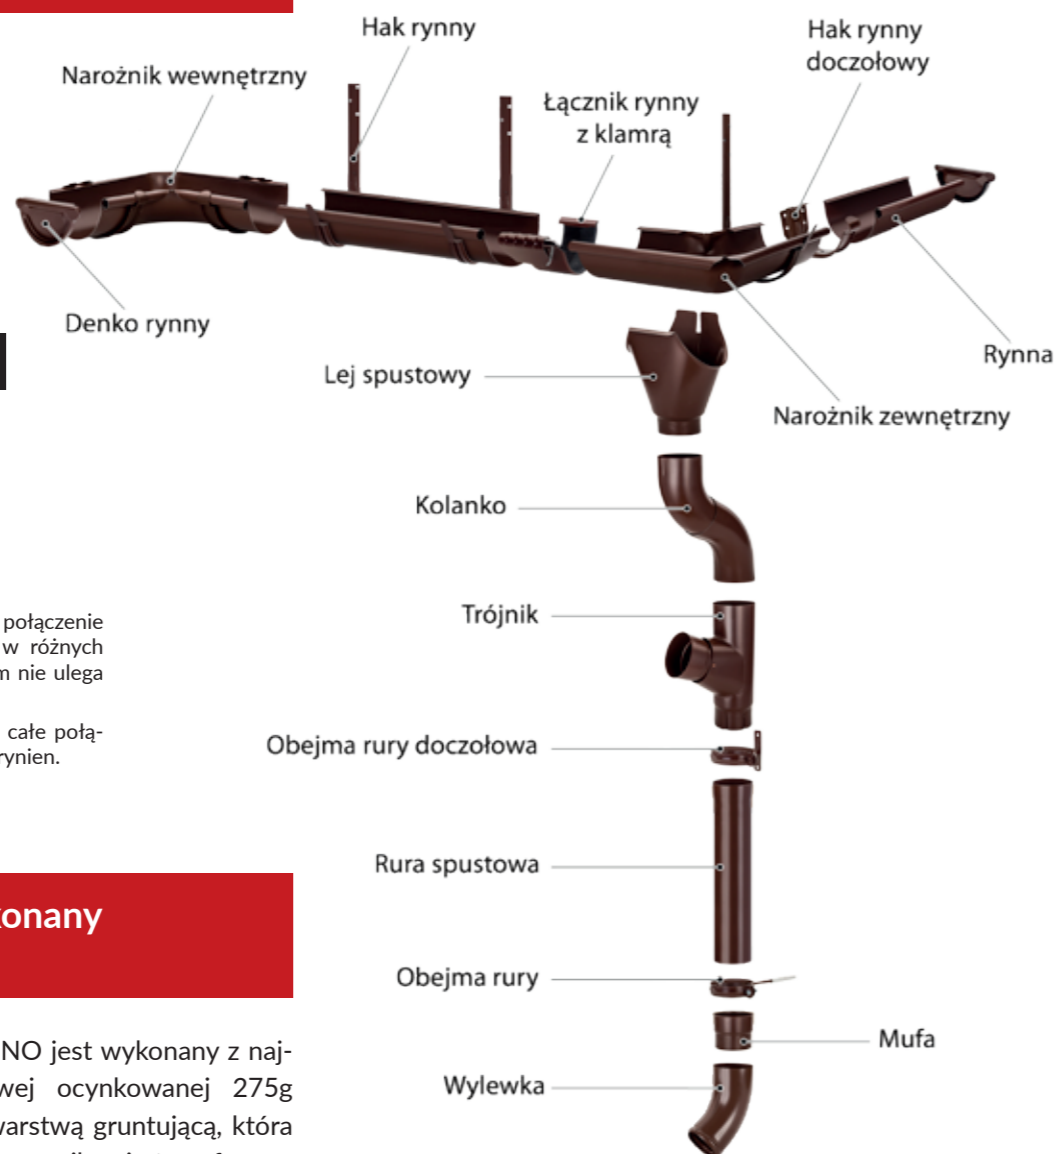 Hak rynny
Hak rynny
doczołowy
Narożnik wewnętrzny
Łącznik rynny
z klamrą
Denko rynny
Rynna
Lej spustowy
Narożnik zewnętrzny
Kolanko
Trójnik
Obejma rury doczołowa
Rura spustowa
Obejma rury
Mufa
Wylewka
połączenie
w różnych
nie ulega
całe połą-
rynien.
konany
NO jest wykonany z naj-
wej ocynkowanej 275g
warstwą gruntującą, która